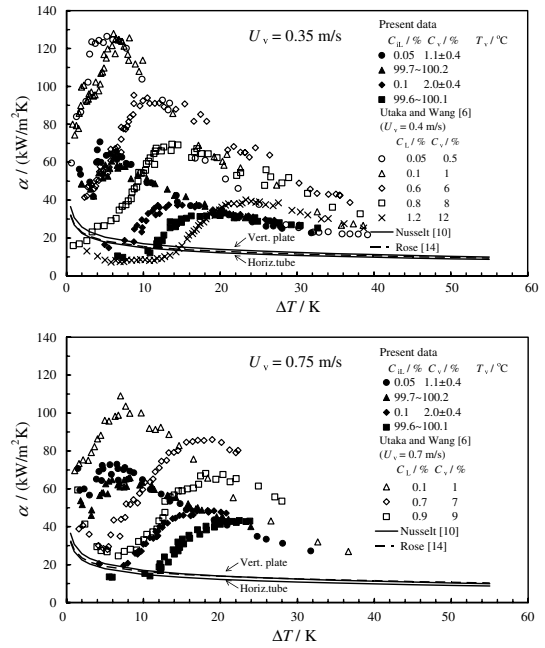 140
120
100
80
60
40
20
0
α / (kW/m²K)
0 10 20 30 40 50 60
ΔT / K
U_v = 0.35 m/s
Present data
C_iL / % C_v / % T_v / °C
0.05 1.1±0.4
99.7~100.2
0.1 2.0±0.4
99.6~100.1
Utaka and Wang [6]
(U_v = 0.4 m/s)
C_L / % C_v / %
0.05 0.5
0.1 1
0.6 6
0.8 8
1.2 12
Nusselt [10]
Rose [14]
Vert. plate
Horiz.tube
140
120
100
80
60
40
20
0
α / (kW/m²K)
0 10 20 30 40 50 60
ΔT / K
U_v = 0.75 m/s
Present data
C_iL / % C_v / % T_v / °C
0.05 1.1±0.4
99.7~100.2
0.1 2.0±0.4
99.6~100.1
Utaka and Wang [6]
(U_v = 0.7 m/s)
C_L / % C_v / %
0.1 1
0.7 7
0.9 9
Nusselt [10]
Rose [14]
Vert. plate
Horiz.tube